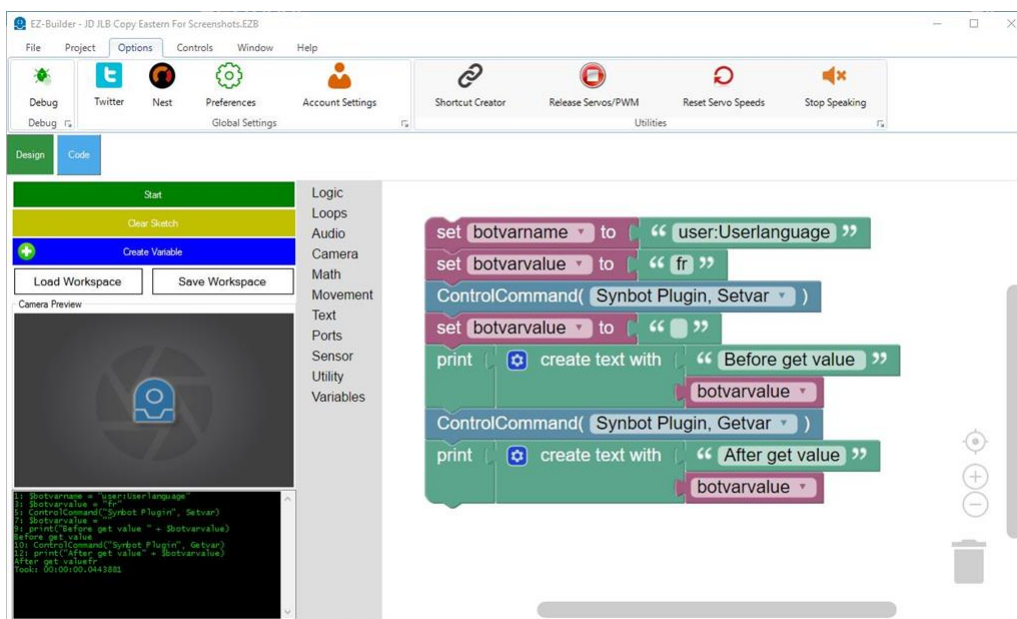 EZ-Builder - JD JLB Copy Eastern For Screenshots.EZB
File Project Options Controls Window Help
Debug Twitter Nest Preferences Account Settings Shortcut Creator Release Servos/PWM Reset Servo Speeds Stop Speaking
Debug Global Settings Utilities
Design Code
Start
Clear Sketch
Create Variable
Load Workspace Save Workspace
Camera Preview
Logic
Loops
Audio
Camera
Math
Movement
Text
Ports
Sensor
Utility
Variables
set botvarname to “ user:Userlanguage ”
set botvarvalue to “ fr ”
ControlCommand( Synbot Plugin, Setvar )
set botvarvalue to “ ”
print create text with “ Before get value ”
botvarvalue
ControlCommand( Synbot Plugin, Getvar )
print create text with “ After get value ”
botvarvalue
1: $botvarname = "user:Userlanguage"
3: $botvarvalue = "fr"
5: ControlCommand("Synbot Plugin", Setvar)
7: $botvarvalue = ""
9: print("Before get value " + $botvarvalue)
Before get value
10: ControlCommand("Synbot Plugin", Getvar)
12: print("After get value" + $botvarvalue)
After get valuefr
Took: 00:00:00.0443881